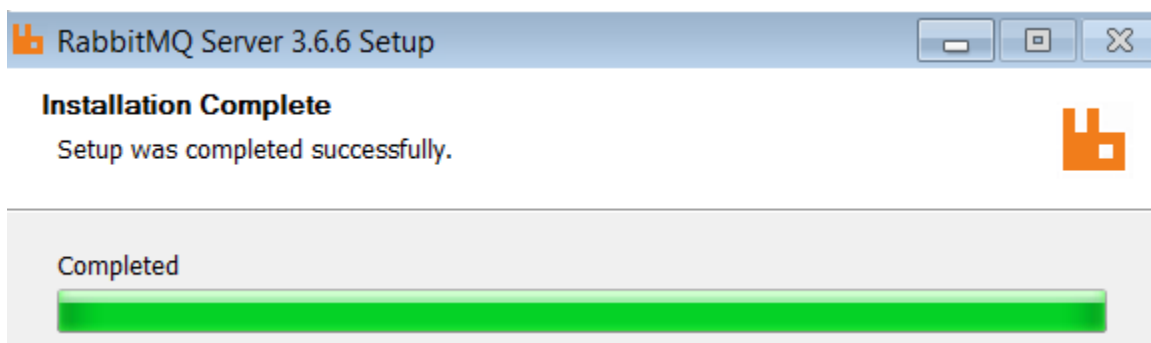 RabbitMQ Server 3.6.6 Setup
Installation Complete
Setup was completed successfully.
Completed